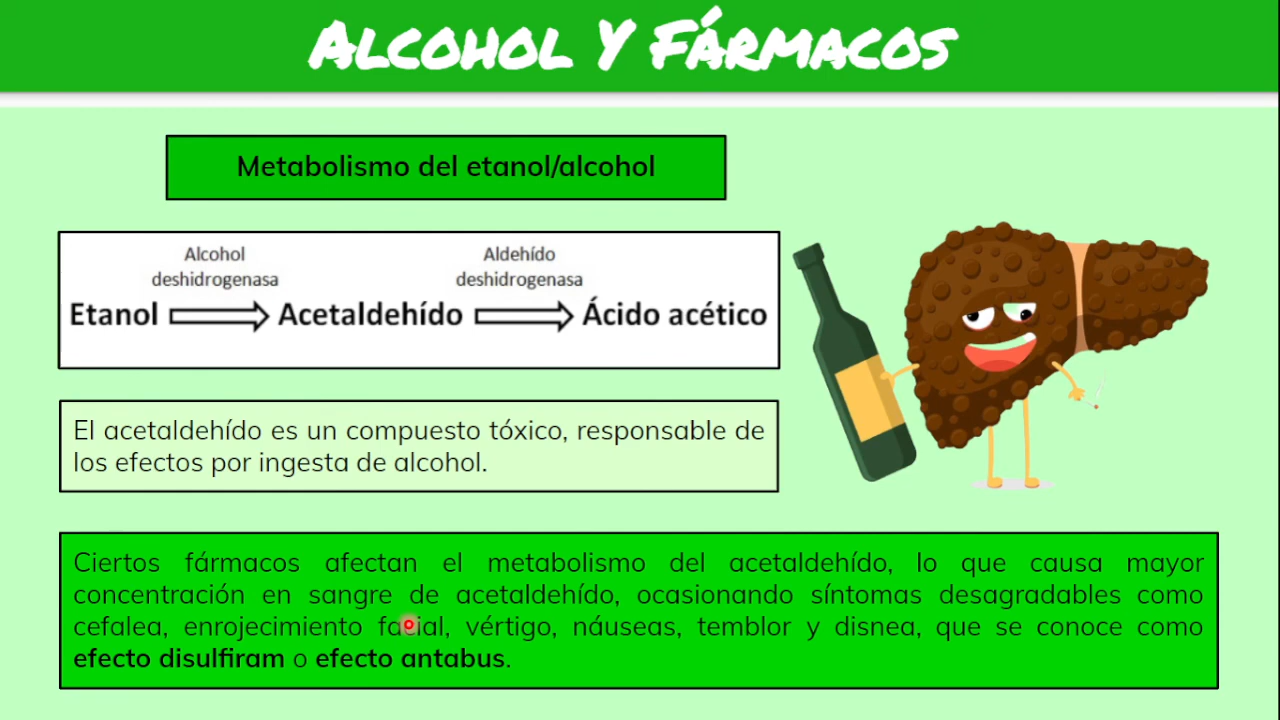 ALCOHOL Y FÁRMACOS
Metabolismo del etanol/alcohol
Alcohol
deshidrogenasa
Aldehído
deshidrogenasa
Etanol Acetaldehído Ácido acético
El acetaldehído es un compuesto tóxico, responsable de
los efectos por ingesta de alcohol.
Ciertos fármacos afectan el metabolismo del acetaldehído, lo que causa mayor
concentración en sangre de acetaldehído, ocasionando síntomas desagradables como
cefalea, enrojecimiento facial, vértigo, náuseas, temblor y disnea, que se conoce como
efecto disulfiram o efecto antabus.